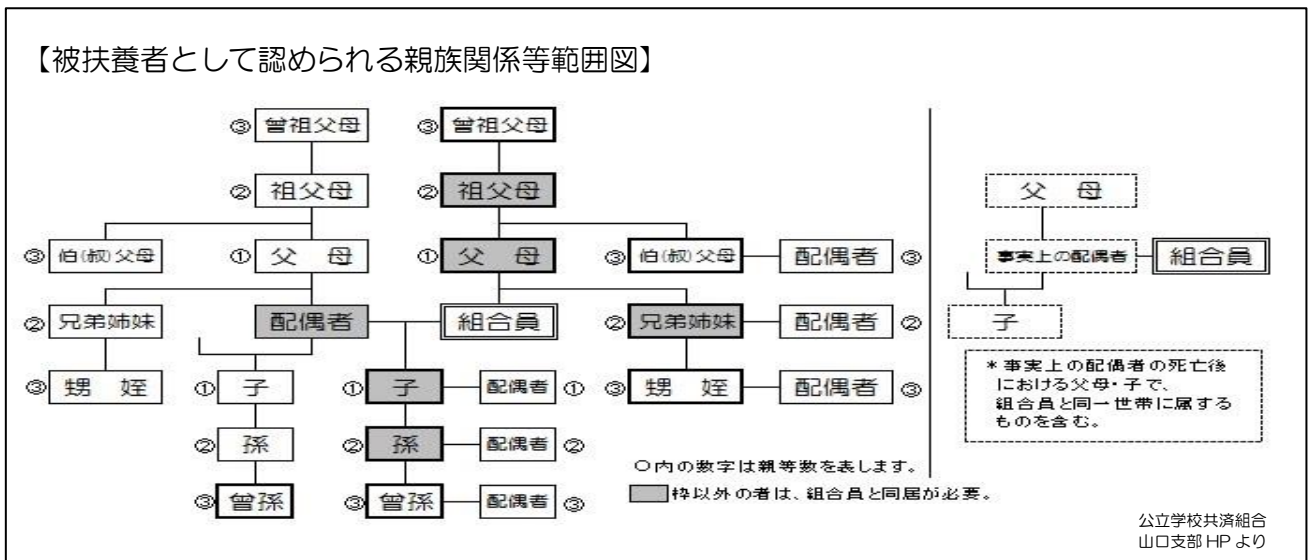 【被扶養者として認められる親族関係等範囲図】
③ 曾祖父母 ③ 曾祖父母
② 祖父母 ② 祖父母 父 母
③ 伯(叔)父母 ① 父 母 ① 父 母 ③ 伯(叔)父母 配偶者 ③ 事実上の配偶者 組合員
② 兄弟姉妹 配偶者 組合員 ② 兄弟姉妹 配偶者 ② 子
③ 甥 姪 ① 子 ① 子 配偶者 ① ③ 甥 姪 配偶者 ③
② 孫 ② 孫 配偶者 ②
③ 曾孫 ③ 曾孫 配偶者 ③
*事実上の配偶者の死亡後
における父母・子で、
組合員と同一世帯に属する
ものを含む。
○内の数字は親等数を表します。
枠以外の者は、組合員と同居が必要。
公立学校共済組合
山口支部 HP より